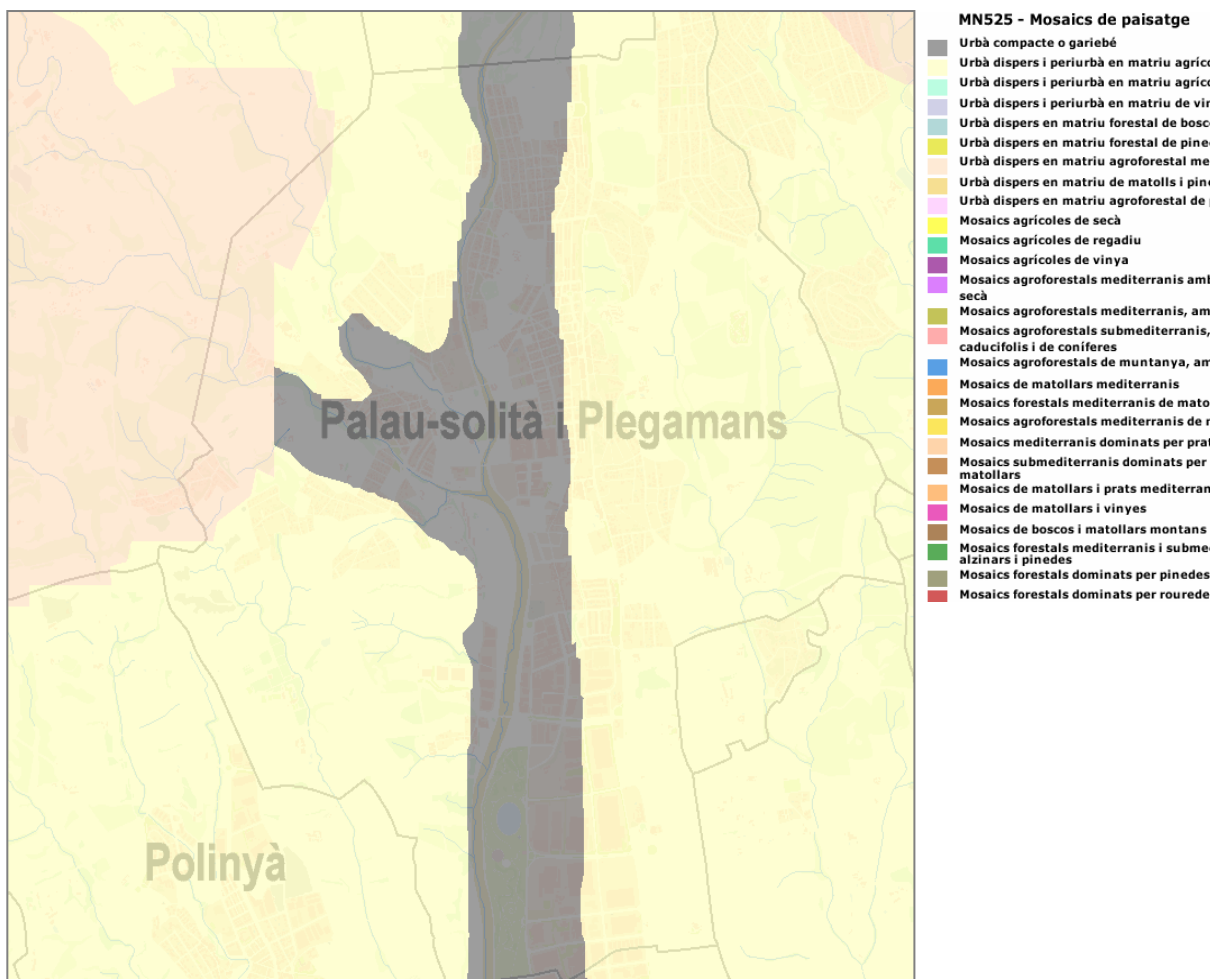 MN525 - Mosaics de paisatge
Urbà compacte o gariebé
Urbà dispers i periurbà en matriu agríco
Urbà dispers i periurbà en matriu agríco
Urbà dispers i periurbà en matriu de vin
Urbà dispers en matriu forestal de bosc
Urbà dispers en matriu forestal de pine
Urbà dispers en matriu agroforestal me
Urbà dispers en matriu de matolls i pine
Urbà dispers en matriu agroforestal de
Mosaics agrícoles de secà
Mosaics agrícoles de regadiu
Mosaics agrícoles de vinya
Mosaics agroforestals mediterranis amb
secà
Mosaics agroforestals mediterranis, am
Mosaics agroforestals submediterranis,
caducifolis i de coníferes
Mosaics agroforestals de muntanya, am
Mosaics de matollars mediterranis
Mosaics forestals mediterranis de mato
Mosaics agroforestals mediterranis de r
Mosaics mediterranis dominats per prat
Mosaics submediterranis dominats per
matollars
Mosaics de matollars i prats mediterran
Mosaics de matollars i vinyes
Mosaics de boscos i matollars montans
Mosaics forestals mediterranis i subme
alzinars i pinedes
Mosaics forestals dominats per pinedes
Mosaics forestals dominats per rourede
Palau-solità i Plegamans
Polinyà